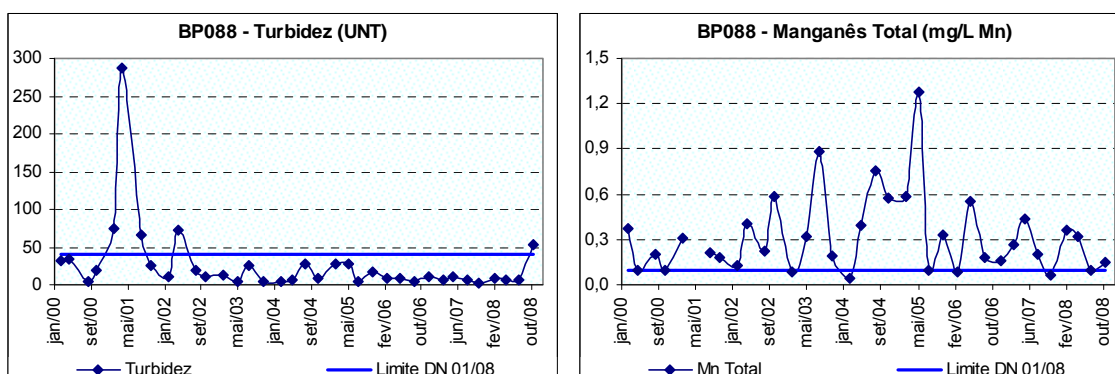 BP088 - Turbidez (UNT)
300
250
200
150
100
50
0
jan/00
set/00
mai/01
jan/02
set/02
mai/03
jan/04
set/04
mai/05
fev/06
out/06
jun/07
fev/08
out/08
Turbidez
Limite DN 01/08
BP088 - Manganês Total (mg/L Mn)
1,5
1,2
0,9
0,6
0,3
0,0
jan/00
set/00
mai/01
jan/02
set/02
mai/03
jan/04
set/04
mai/05
fev/06
out/06
jun/07
fev/08
out/08
Mn Total
Limite DN 01/08